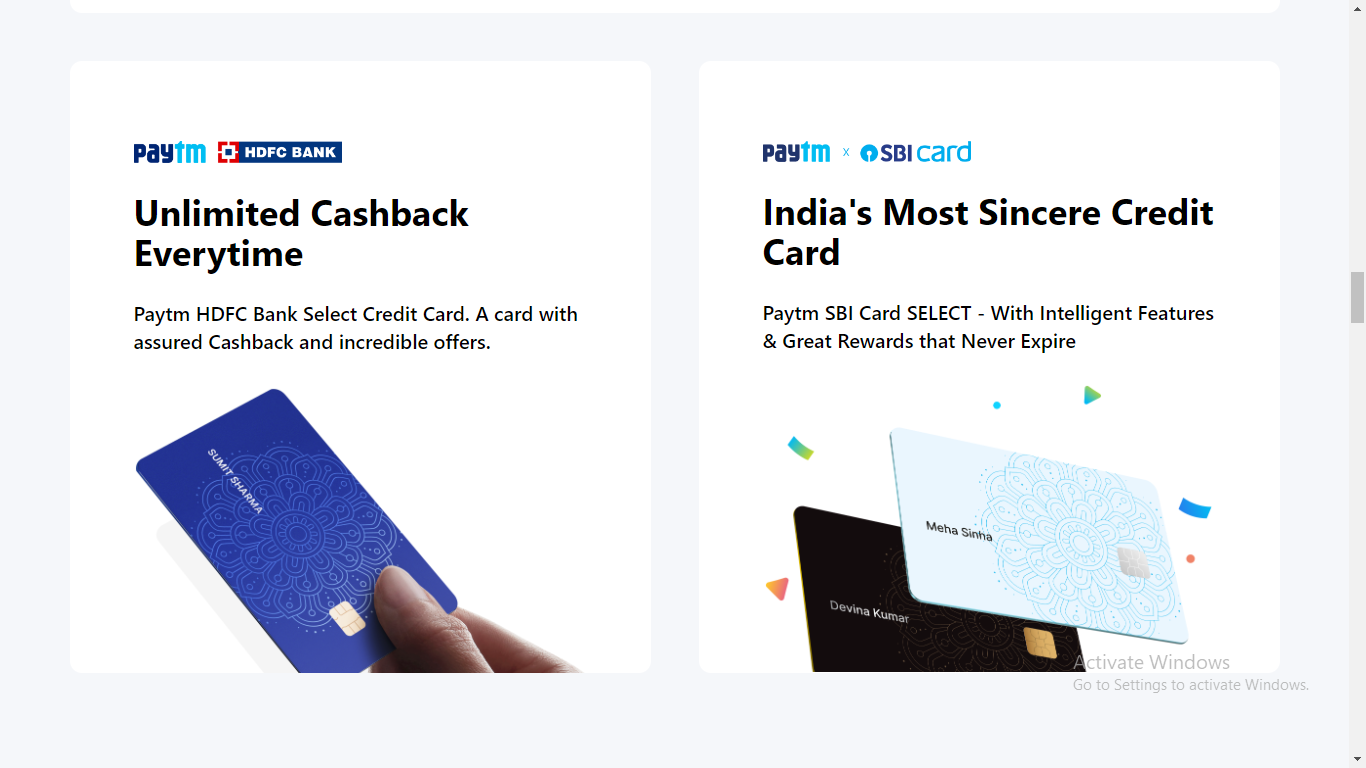 paytm HDFC BANK
Unlimited Cashback
Everytime
Paytm HDFC Bank Select Credit Card. A card with
assured Cashback and incredible offers.
SUMIT SHARMA
paytm x SBI card
India's Most Sincere Credit
Card
Paytm SBI Card SELECT - With Intelligent Features
& Great Rewards that Never Expire
Meha Sinha
Devina Kumar
Activate Windows
Go to Settings to activate Windows.